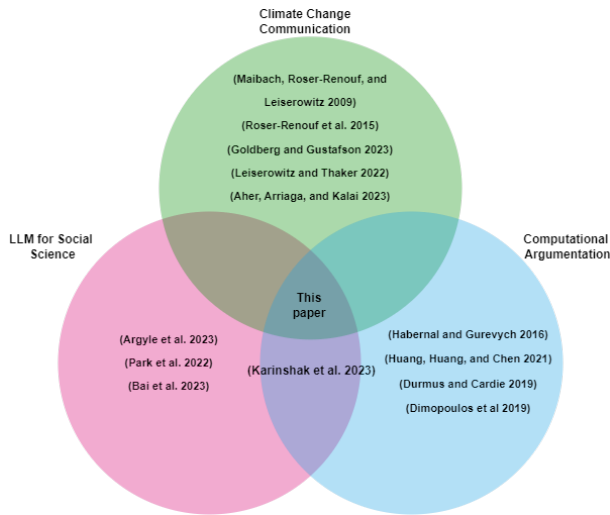 Climate Change
Communication
(Maibach, Roser-Renouf, and
Leiserowitz 2009)
(Roser-Renouf et al. 2015)
(Goldberg and Gustafson 2023)
(Leiserowitz and Thaker 2022)
(Aher, Arriaga, and Kalai 2023)
LLM for Social
Science
Computational
Argumentation
This
paper
(Argyle et al. 2023)
(Park et al. 2022)
(Bai et al. 2023)
(Karinshak et al. 2023)
(Habernal and Gurevych 2016)
(Huang, Huang, and Chen 2021)
(Durmus and Cardie 2019)
(Dimopoulos et al 2019)